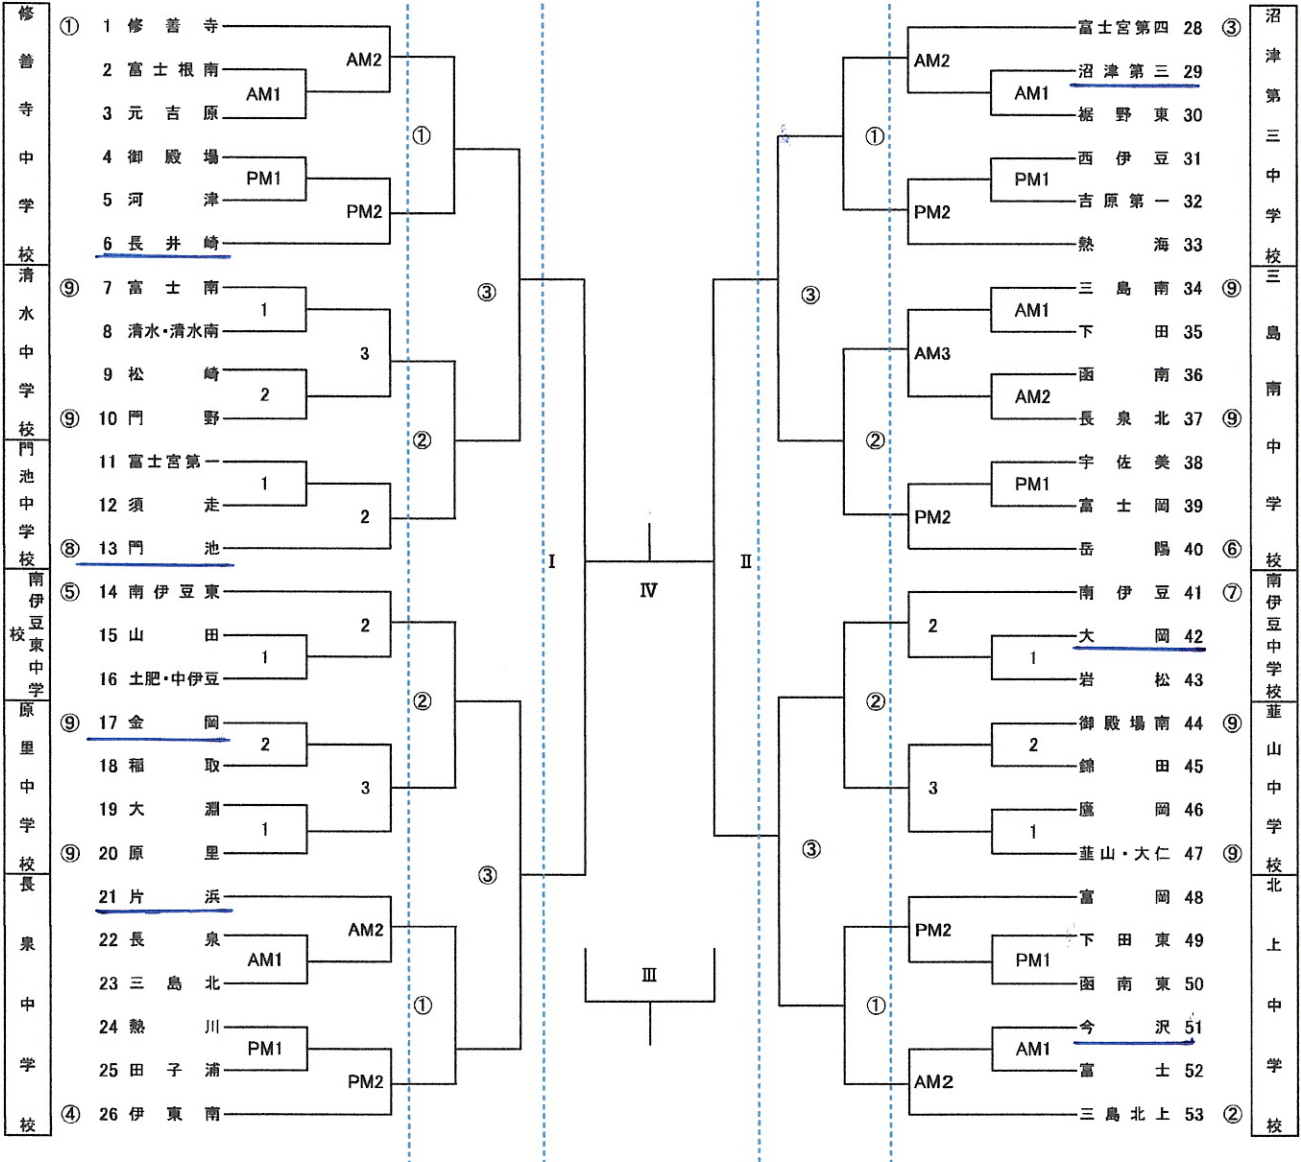 修善寺中学校
① 1 修善寺
2 富士根南
3 元吉原
4 御殿場
5 河津
6 長井崎
AM1
AM2
PM1
PM2
①
清水中学校
⑨ 7 富士南
8 清水・清水南
9 松崎
⑨ 10 門野
1
2
3
③
門池中学校
11 富士宮第一
12 須走
⑧ 13 門池
1
2
②
南伊豆東中学校
⑤ 14 南伊豆東
15 山田
16 土肥・中伊豆
1
2
原里中学校
⑨ 17 金岡
18 稲取
19 大淵
⑨ 20 原里
2
1
3
②
長泉中学校
21 片浜
22 長泉
23 三島北
24 熱川
25 田子浦
④ 26 伊東南
AM1
AM2
PM1
PM2
①
③
Ⅰ
Ⅳ
Ⅱ
Ⅲ
沼津第三中学校
富士宮第四 28 ③
沼津第三 29
裾野東 30
西伊豆 31
吉原第一 32
熱海 33
AM2
AM1
PM1
PM2
①
三島南中学校
三島南 34 ⑨
下田 35
函南 36
長泉北 37 ⑨
宇佐美 38
富士岡 39
岳陽 40 ⑥
AM1
AM2
AM3
PM1
PM2
②
③
南伊豆中学校
南伊豆 41 ⑦
大岡 42
岩松 43
2
1
韮山中学校
御殿場南 44 ⑨
錦田 45
鷹岡 46
韮山・大仁 47 ⑨
2
1
3
②
③
北上中学校
富岡 48
下田東 49
函南東 50
今沢 51
富士 52
三島北上 53 ②
PM2
PM1
AM1
AM2
①